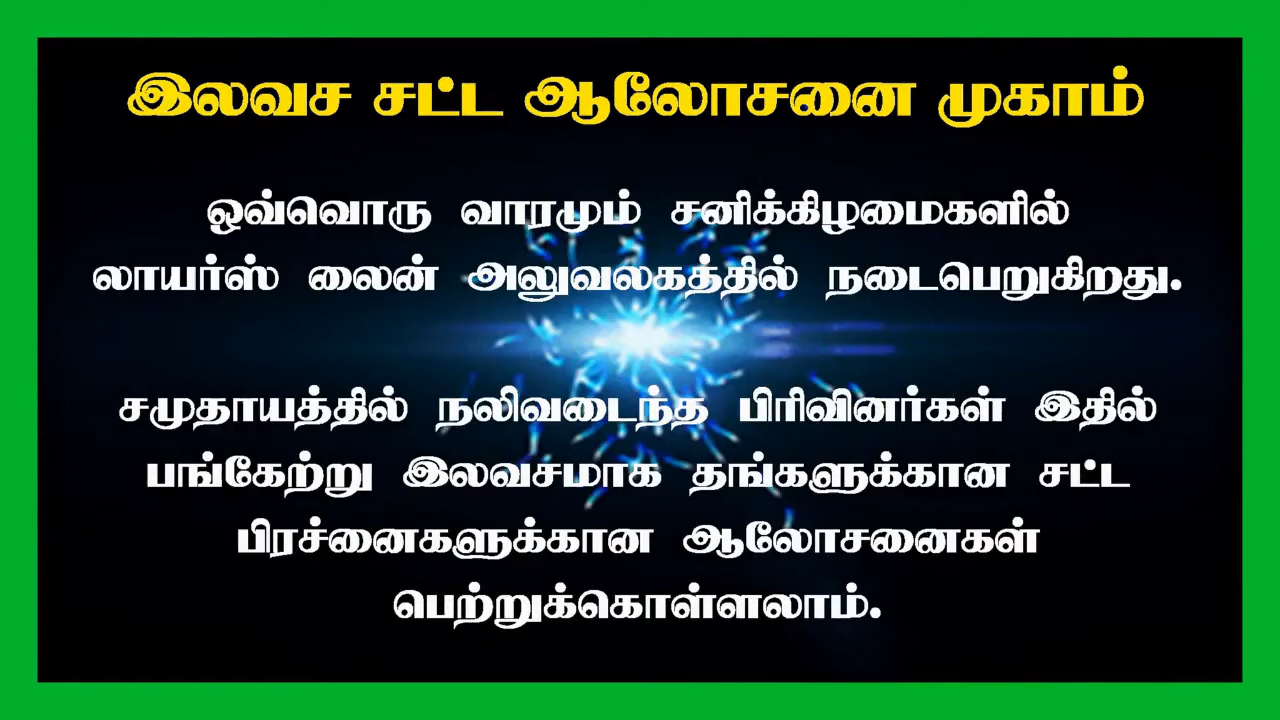 இலவச சட்ட ஆலோசனை முகாம்
ஒவ்வொரு வாரமும் சனிக்கிழமைகளில்
லாயர்ஸ் லைன் அலுவலகத்தில் நடைபெறுகிறது.
சமுதாயத்தில் நலிவடைந்த பிரிவினர்கள் இதில்
பங்கேற்று இலவசமாக தங்களுக்கான சட்ட
பிரச்னைகளுக்கான ஆலோசனைகள்
பெற்றுக்கொள்ளலாம்.